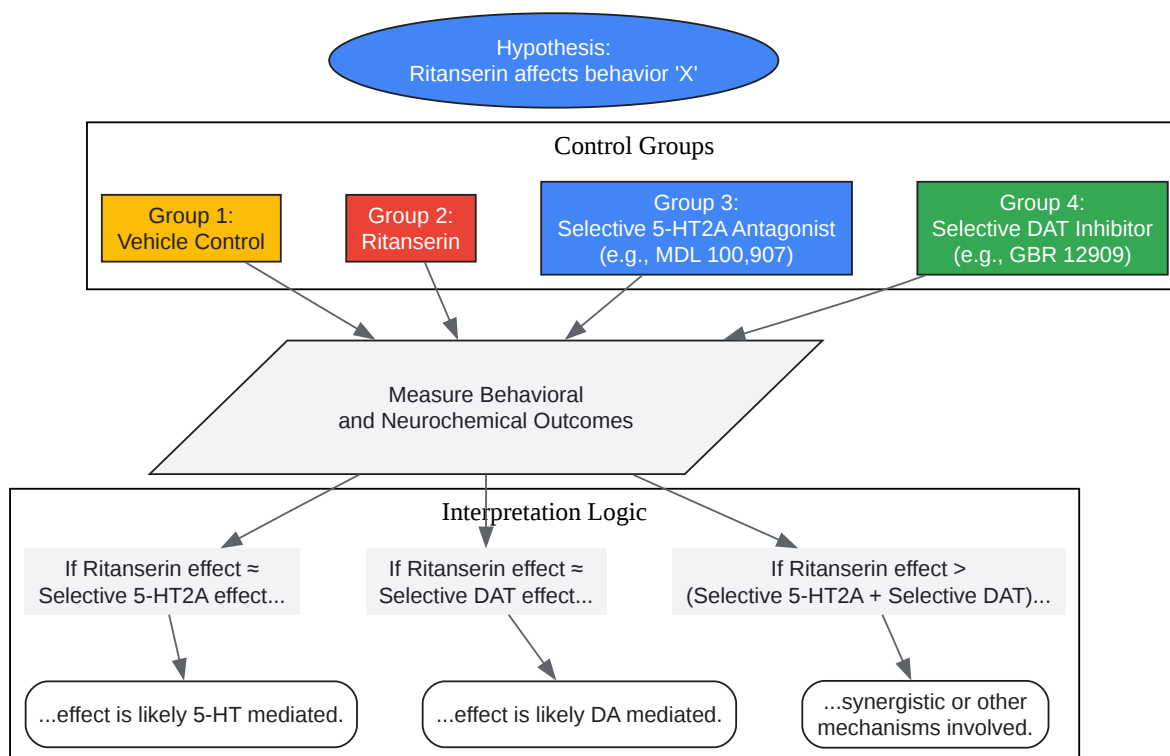 Hypothesis:
Ritanserin affects behavior 'X'
Control Groups
Group 1:
Vehicle Control
Group 2:
Ritanserin
Group 3:
Selective 5-HT2A Antagonist
(e.g., MDL 100,907)
Group 4:
Selective DAT Inhibitor
(e.g., GBR 12909)
Measure Behavioral
and Neurochemical Outcomes
Interpretation Logic
If Ritanserin effect ≈
Selective 5-HT2A effect...
If Ritanserin effect ≈
Selective DAT effect...
If Ritanserin effect >
(Selective 5-HT2A + Selective DAT)...
...effect is likely 5-HT mediated.
...effect is likely DA mediated.
...synergistic or other
mechanisms involved.